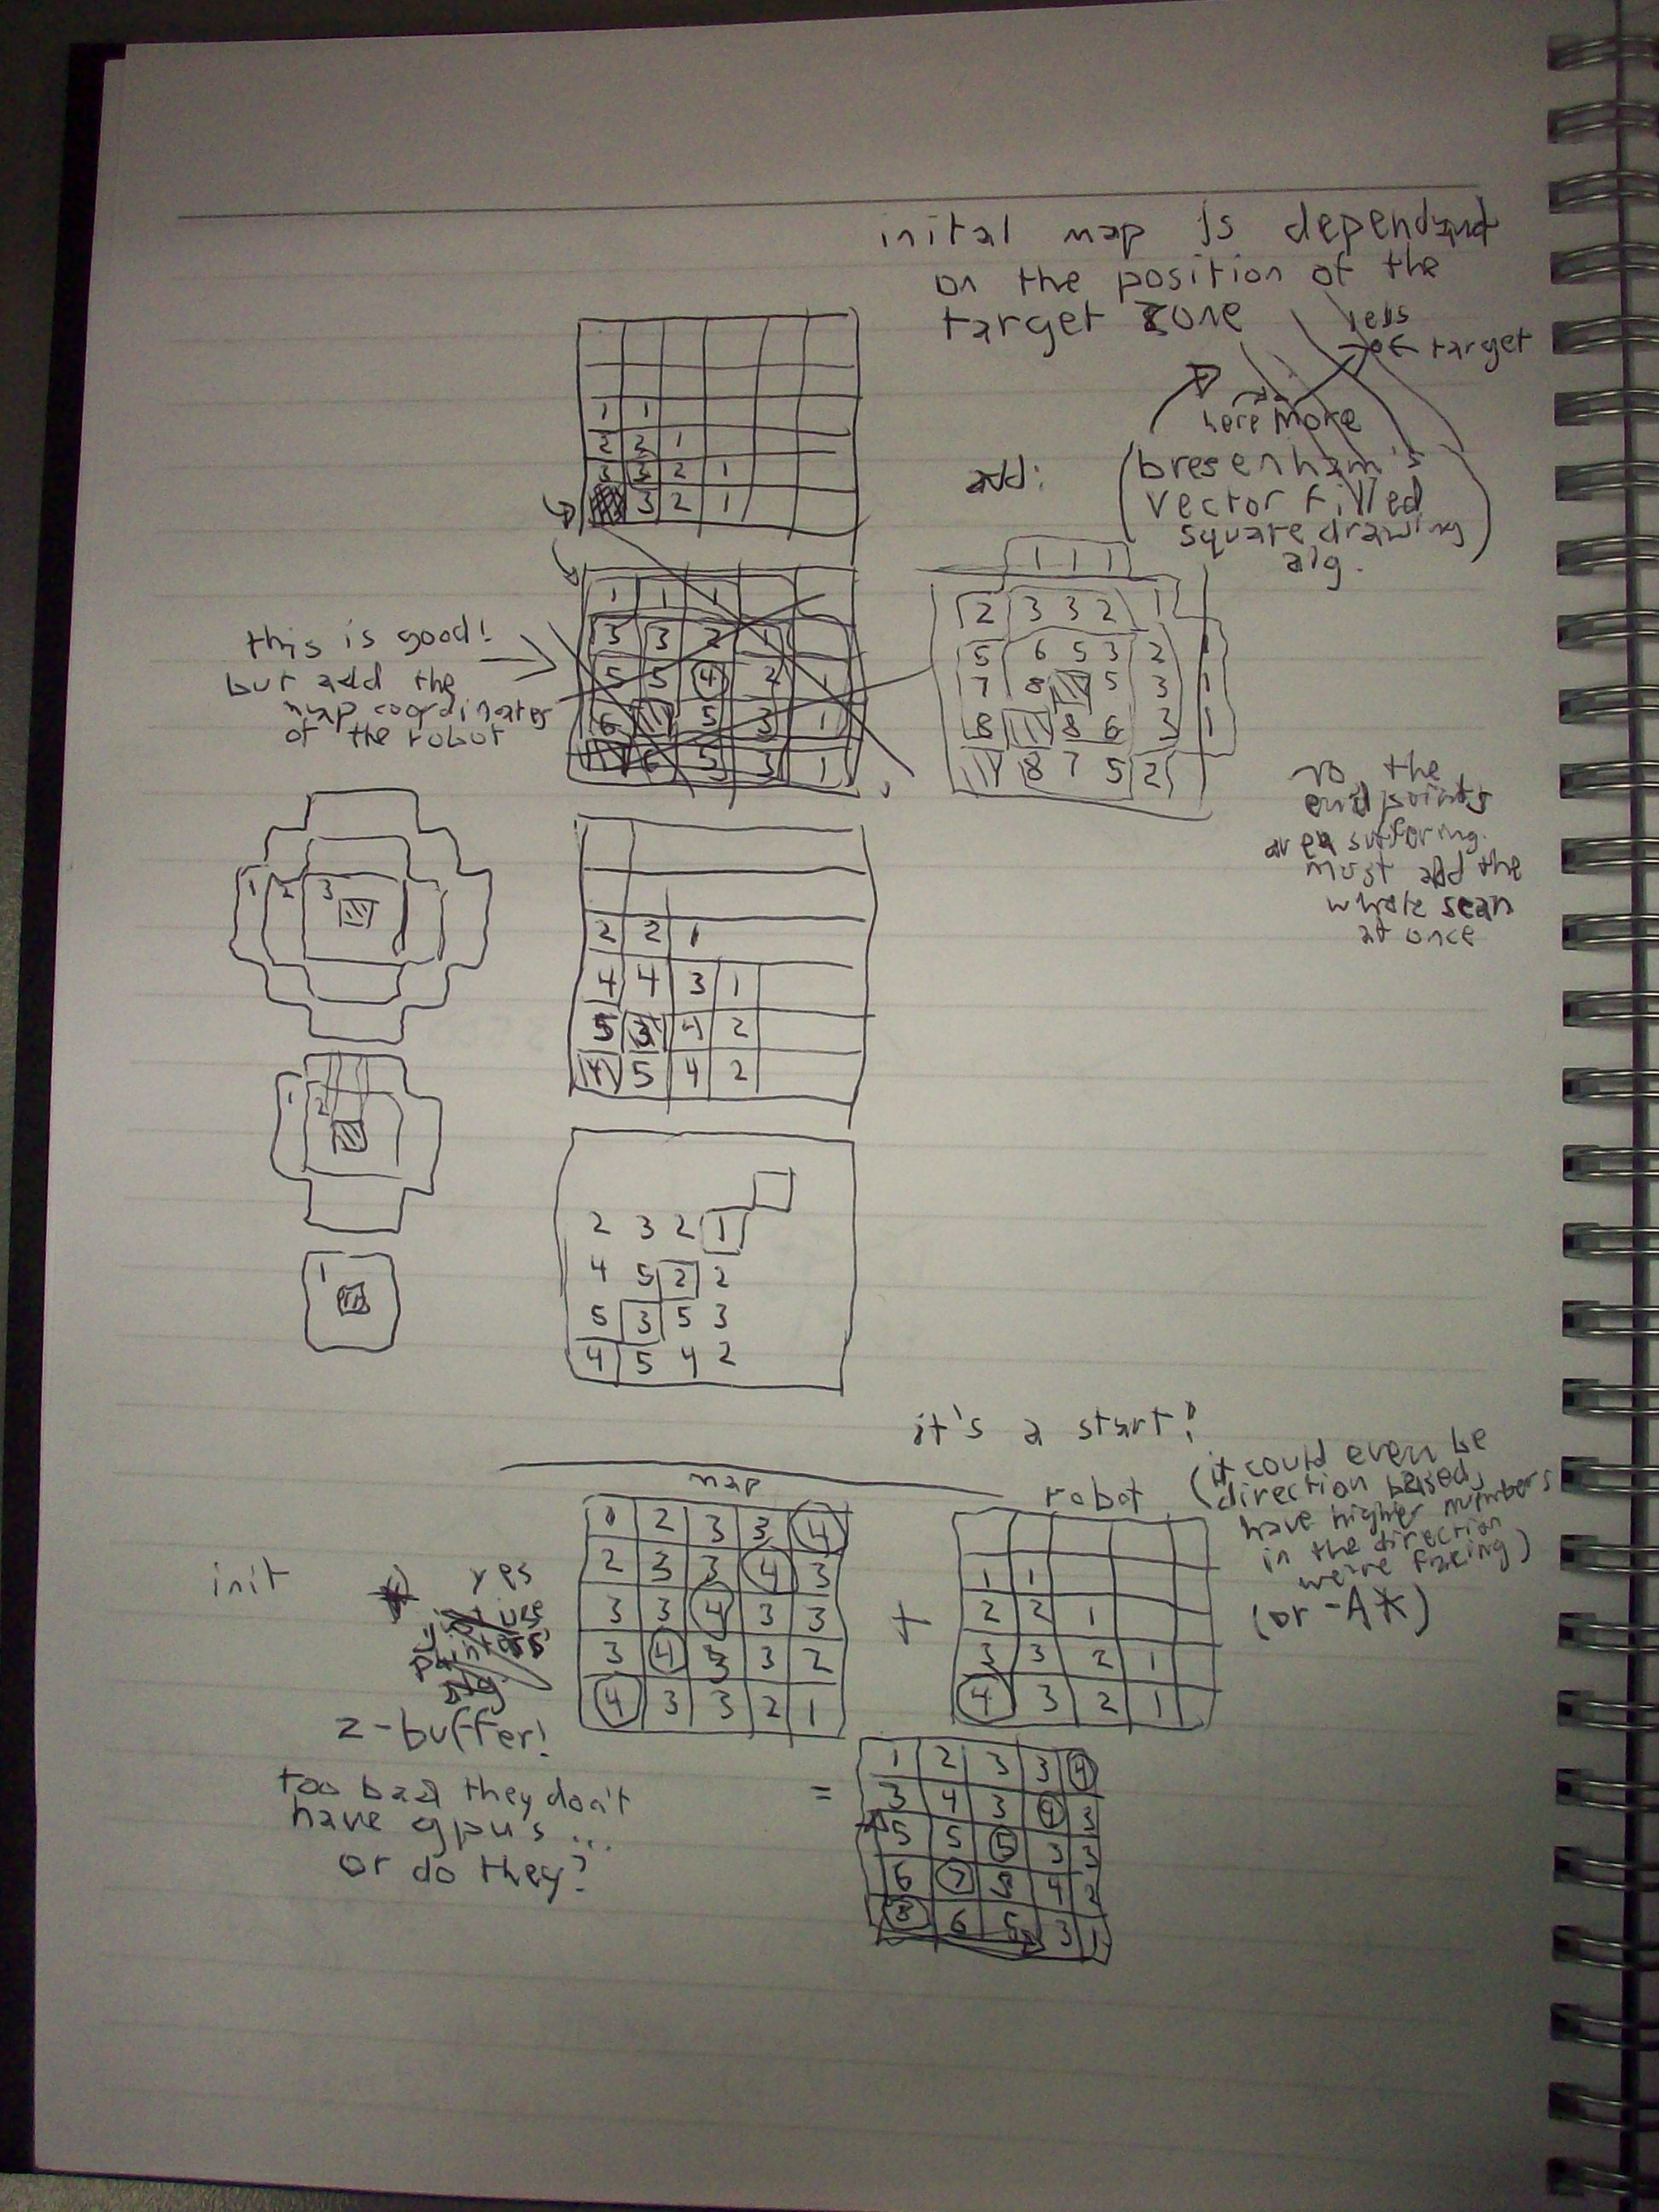 inital map is dependant
on the position of the
target zone
less
target
here more
add:
(bresenham's
vector filled
square drawing
alg.)
1 1
2 2 1
3 3 2 1
3 2 1
1 1 1
3 3 2 1
5 5 4 2 1
6 5 3 1
6 5 3 1
this is good!
but add the
map coordinates
of the robot
1 1 1
2 3 3 2 1
5 6 5 3 2 1
7 8 5 3 1
8 8 6 3 1
8 7 5 2
no, the
end points
are suffering.
must add the
whole scan
at once
1 2 3
2 2 1
4 4 3 1
5 3 4 2
4 5 4 2
1 2
2 3 2 1
4 5 2 2
5 3 5 3
4 5 4 2
1
it's a start!
map
robot
(it could even be
direction based,
have higher numbers
in the direction
we're facing)
(or -A*)
init
yes
z-buffer!
too bad they don't
have gpu's...
or do they?
2 3 3 4
2 3 3 4 3
3 3 4 3 3
3 4 3 3 2
4 3 3 2 1
+
1 1
2 2 1
3 3 2 1
4 3 2 1
=
1 2 3 3 4
3 4 3 4 3
5 5 5 3 3
6 7 4 2
8 6 5 3 1